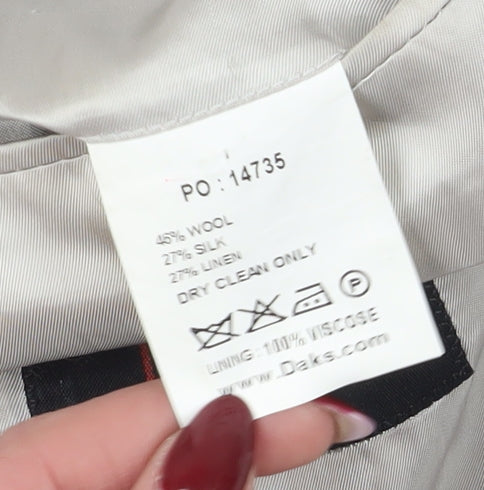 PO : 14735
46% WOOL
27% SILK
27% LINEN
DRY CLEAN ONLY
P
LINING: 100% VISCOSE
www.Daks.com